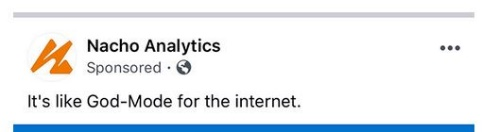 Nacho Analytics
Sponsored ·
It's like God-Mode for the internet.